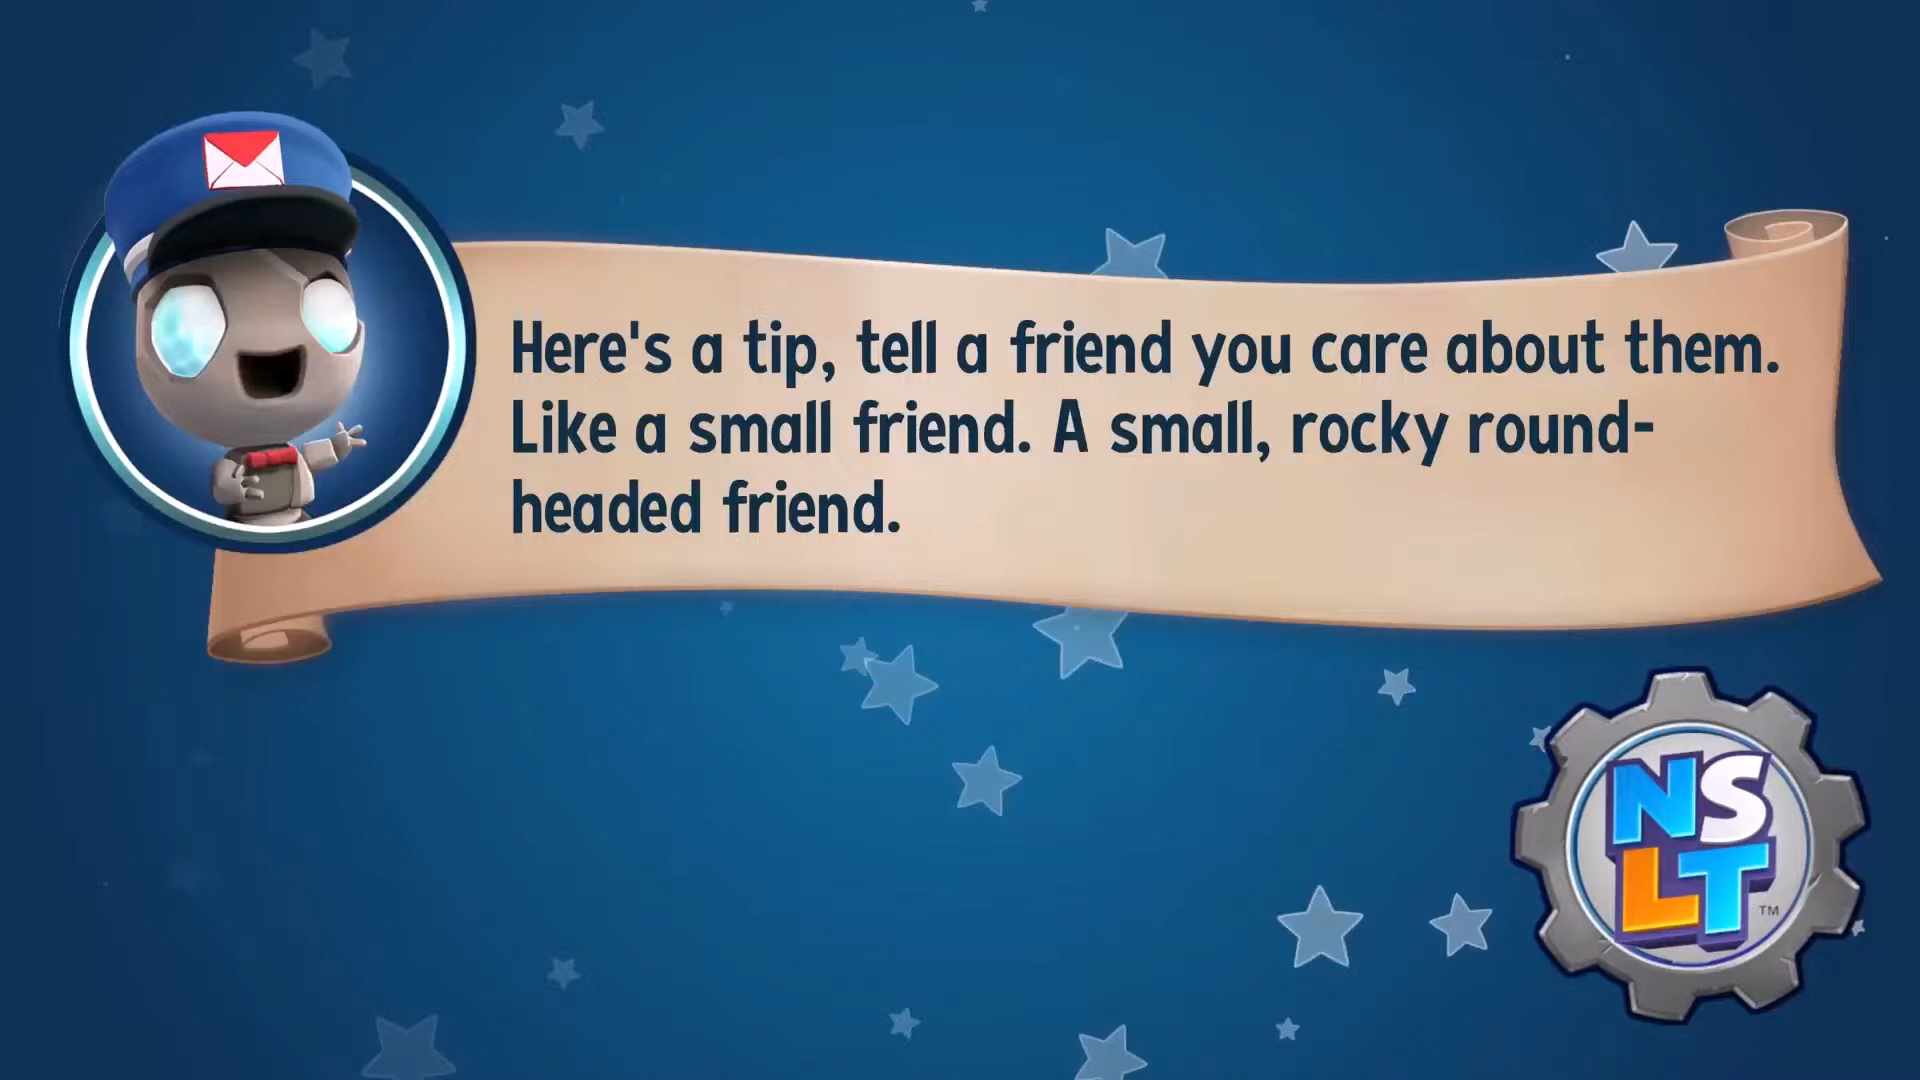 Here's a tip, tell a friend you care about them.
Like a small friend. A small, rocky round-
headed friend.
NS
LT
TM